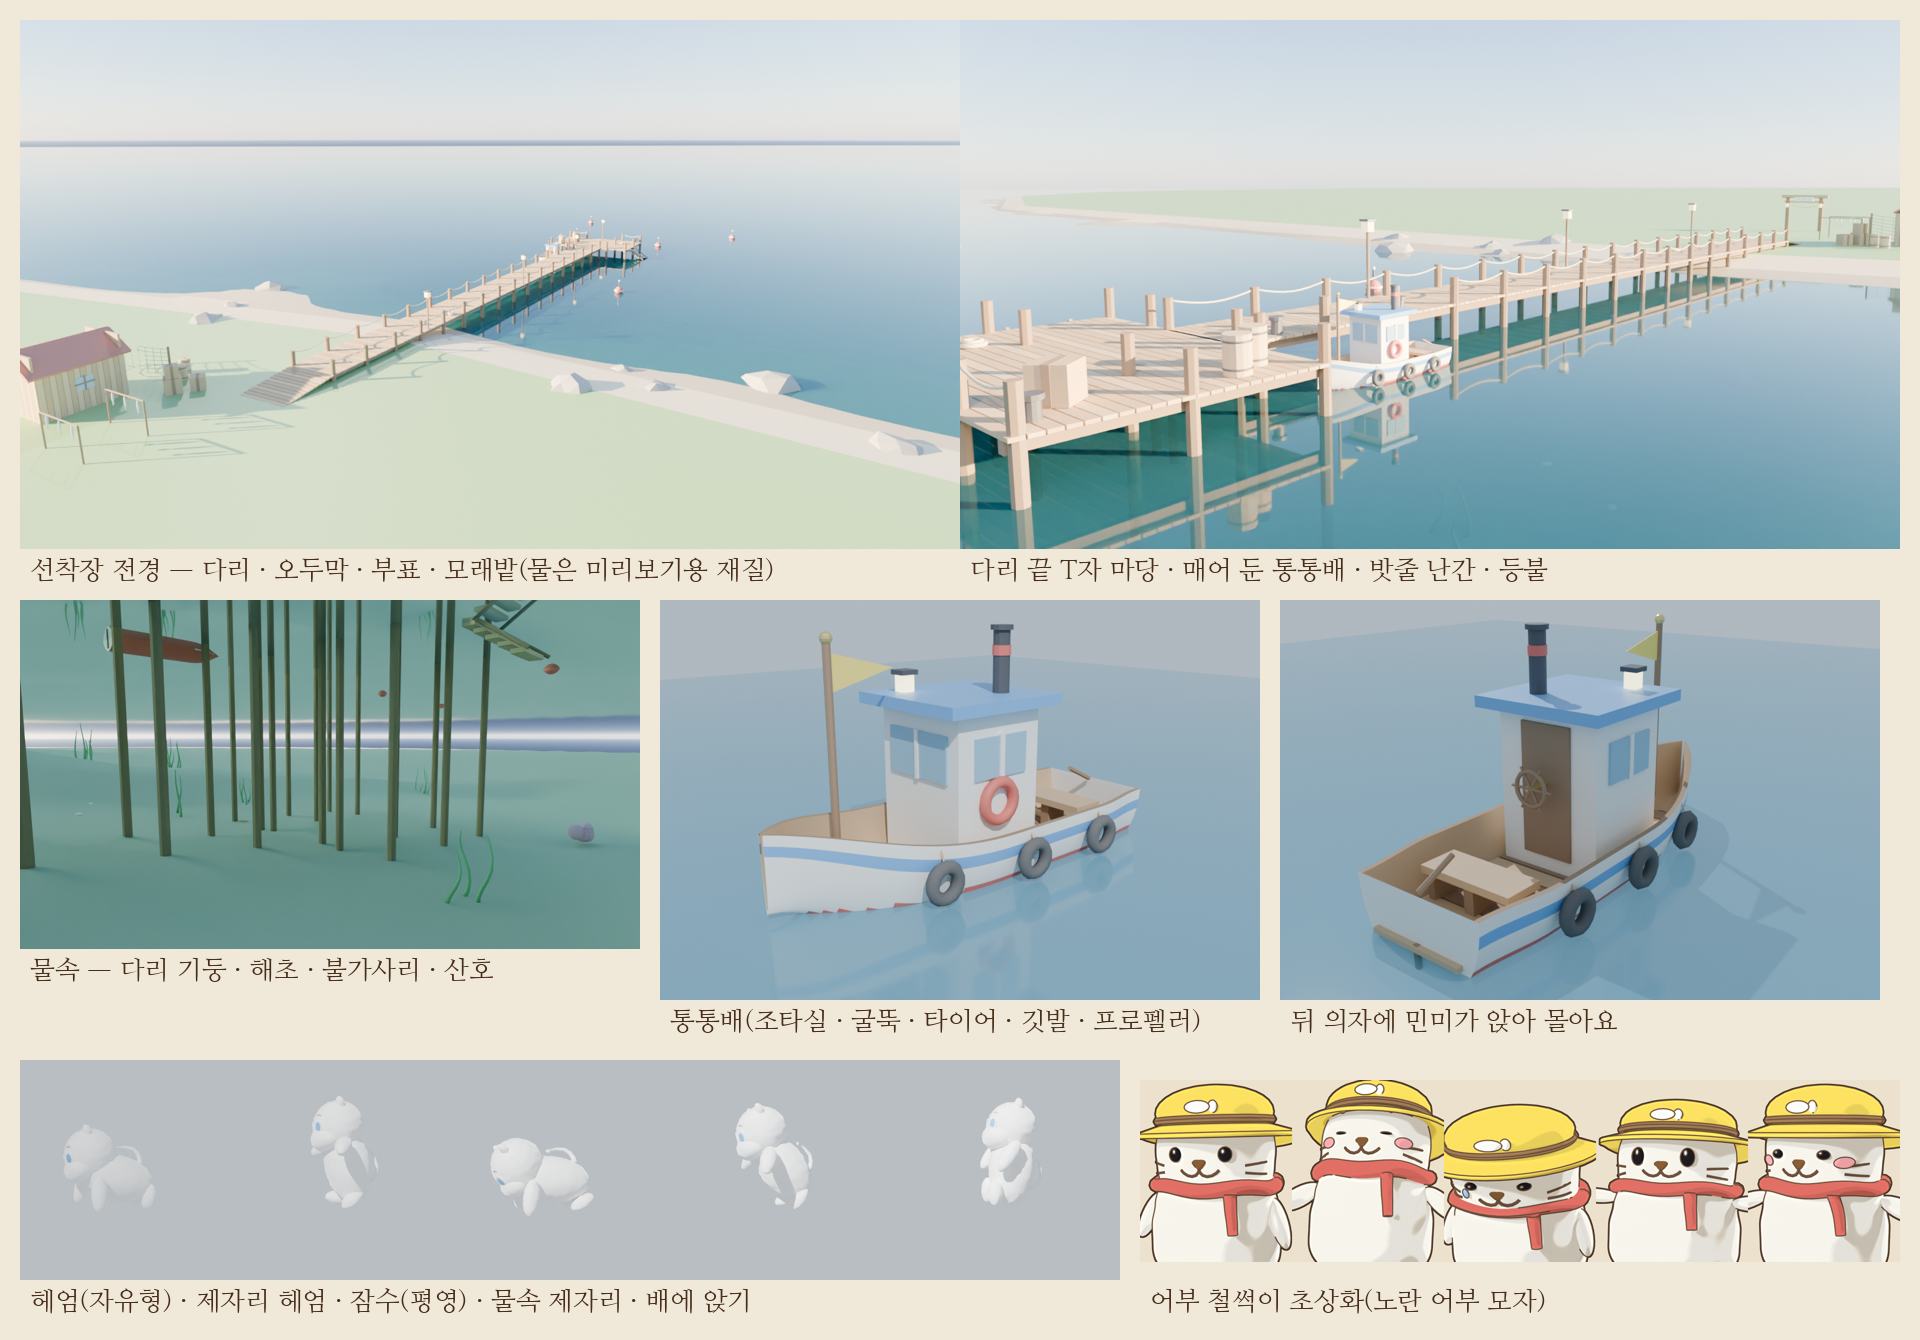 선착장 전경 — 다리 · 오두막 · 부표 · 모래밭(물은 미리보기용 재질)
다리 끝 T자 마당 · 매어 둔 통통배 · 밧줄 난간 · 등불
물속 — 다리 기둥 · 해초 · 불가사리 · 산호
통통배(조타실 · 굴뚝 · 타이어 · 깃발 · 프로펠러)
뒤 의자에 민미가 앉아 몰아요
헤엄(자유형) · 제자리 헤엄 · 잠수(평영) · 물속 제자리 · 배에 앉기
어부 철썩이 초상화(노란 어부 모자)